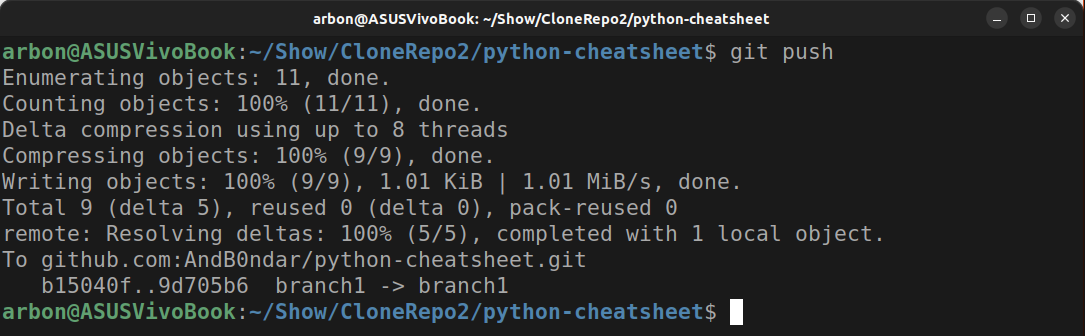 arbon@ASUSVivoBook: ~/Show/CloneRepo2/python-cheatsheet
arbon@ASUSVivoBook:~/Show/CloneRepo2/python-cheatsheet$ git push
Enumerating objects: 11, done.
Counting objects: 100% (11/11), done.
Delta compression using up to 8 threads
Compressing objects: 100% (9/9), done.
Writing objects: 100% (9/9), 1.01 KiB | 1.01 MiB/s, done.
Total 9 (delta 5), reused 0 (delta 0), pack-reused 0
remote: Resolving deltas: 100% (5/5), completed with 1 local object.
To github.com:AndB0ndar/python-cheatsheet.git
   b15040f..9d705b6  branch1 -> branch1
arbon@ASUSVivoBook:~/Show/CloneRepo2/python-cheatsheet$